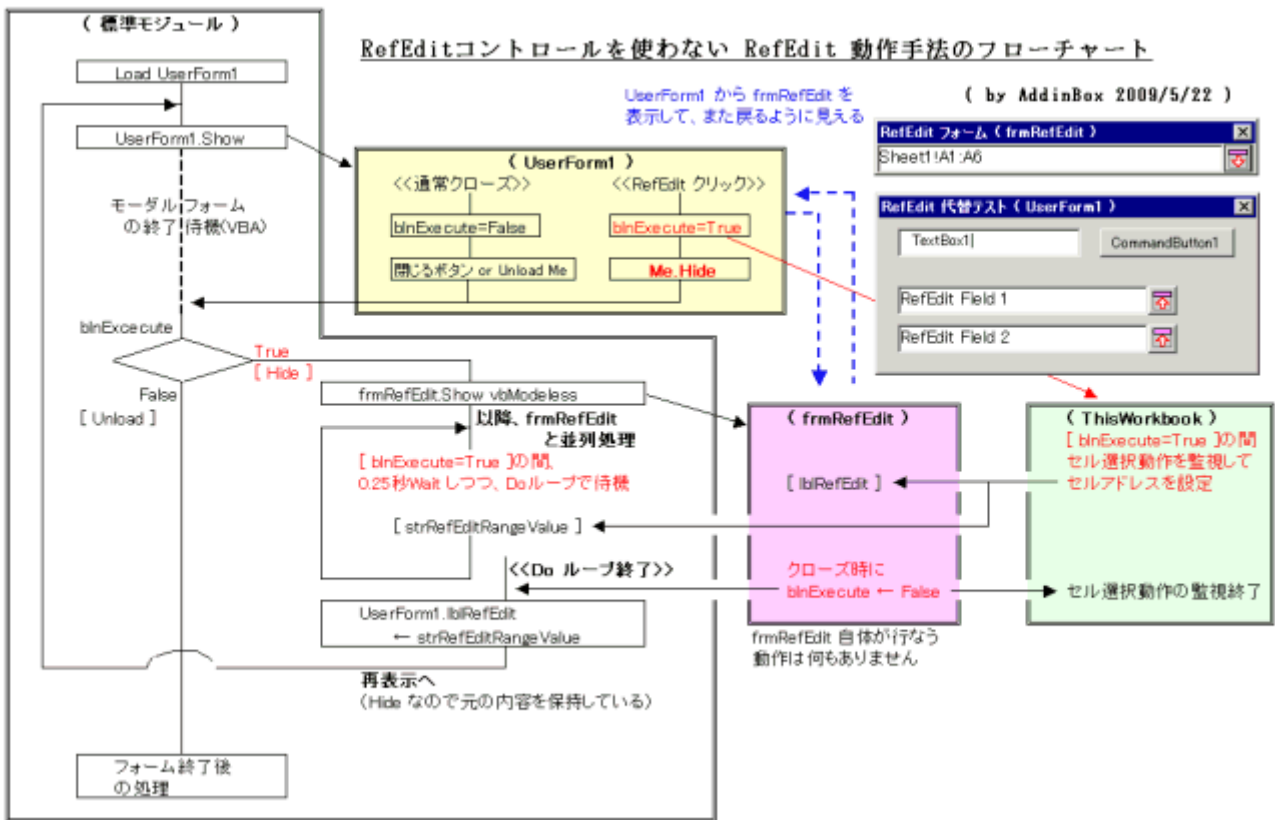 ( 標準モジュール )
RefEditコントロールを使わない RefEdit 動作手法のフローチャート
( by AddinBox 2009/5/22 )
Load UserForm1
UserForm1.Show
モーダル フォーム
の終了 待機(VBA)
UserForm1 から frmRefEdit を
表示して、また戻るように見える
( UserForm1 )
<<通常クローズ>>
<<RefEdit クリック>>
blnExecute=False
blnExecute=True
閉じるボタン or Unload Me
Me.Hide
RefEdit フォーム ( frmRefEdit )
Sheet1!A1:A6
RefEdit 代替テスト ( UserForm1 )
TextBox1
CommandButton1
RefEdit Field 1
RefEdit Field 2
blnExcecute
True
[ Hide ]
False
[ Unload ]
frmRefEdit.Show vbModeless
以降、frmRefEdit
と並列処理
[ blnExecute=True ]の間、
0.25秒Wait しつつ、Doループで待機
[ strRefEditRangeValue ]
<<Do ループ終了>>
UserForm1.lblRefEdit
← strRefEditRangeValue
再表示へ
(Hide なので元の内容を保持している)
フォーム終了後
の処理
( frmRefEdit )
[ lblRefEdit ]
クローズ時に
blnExecute ← False
frmRefEdit 自体が行なう
動作は何もありません
( ThisWorkbook )
[ blnExecute=True ]の間
セル選択動作を監視して
セルアドレスを設定
セル選択動作の監視終了